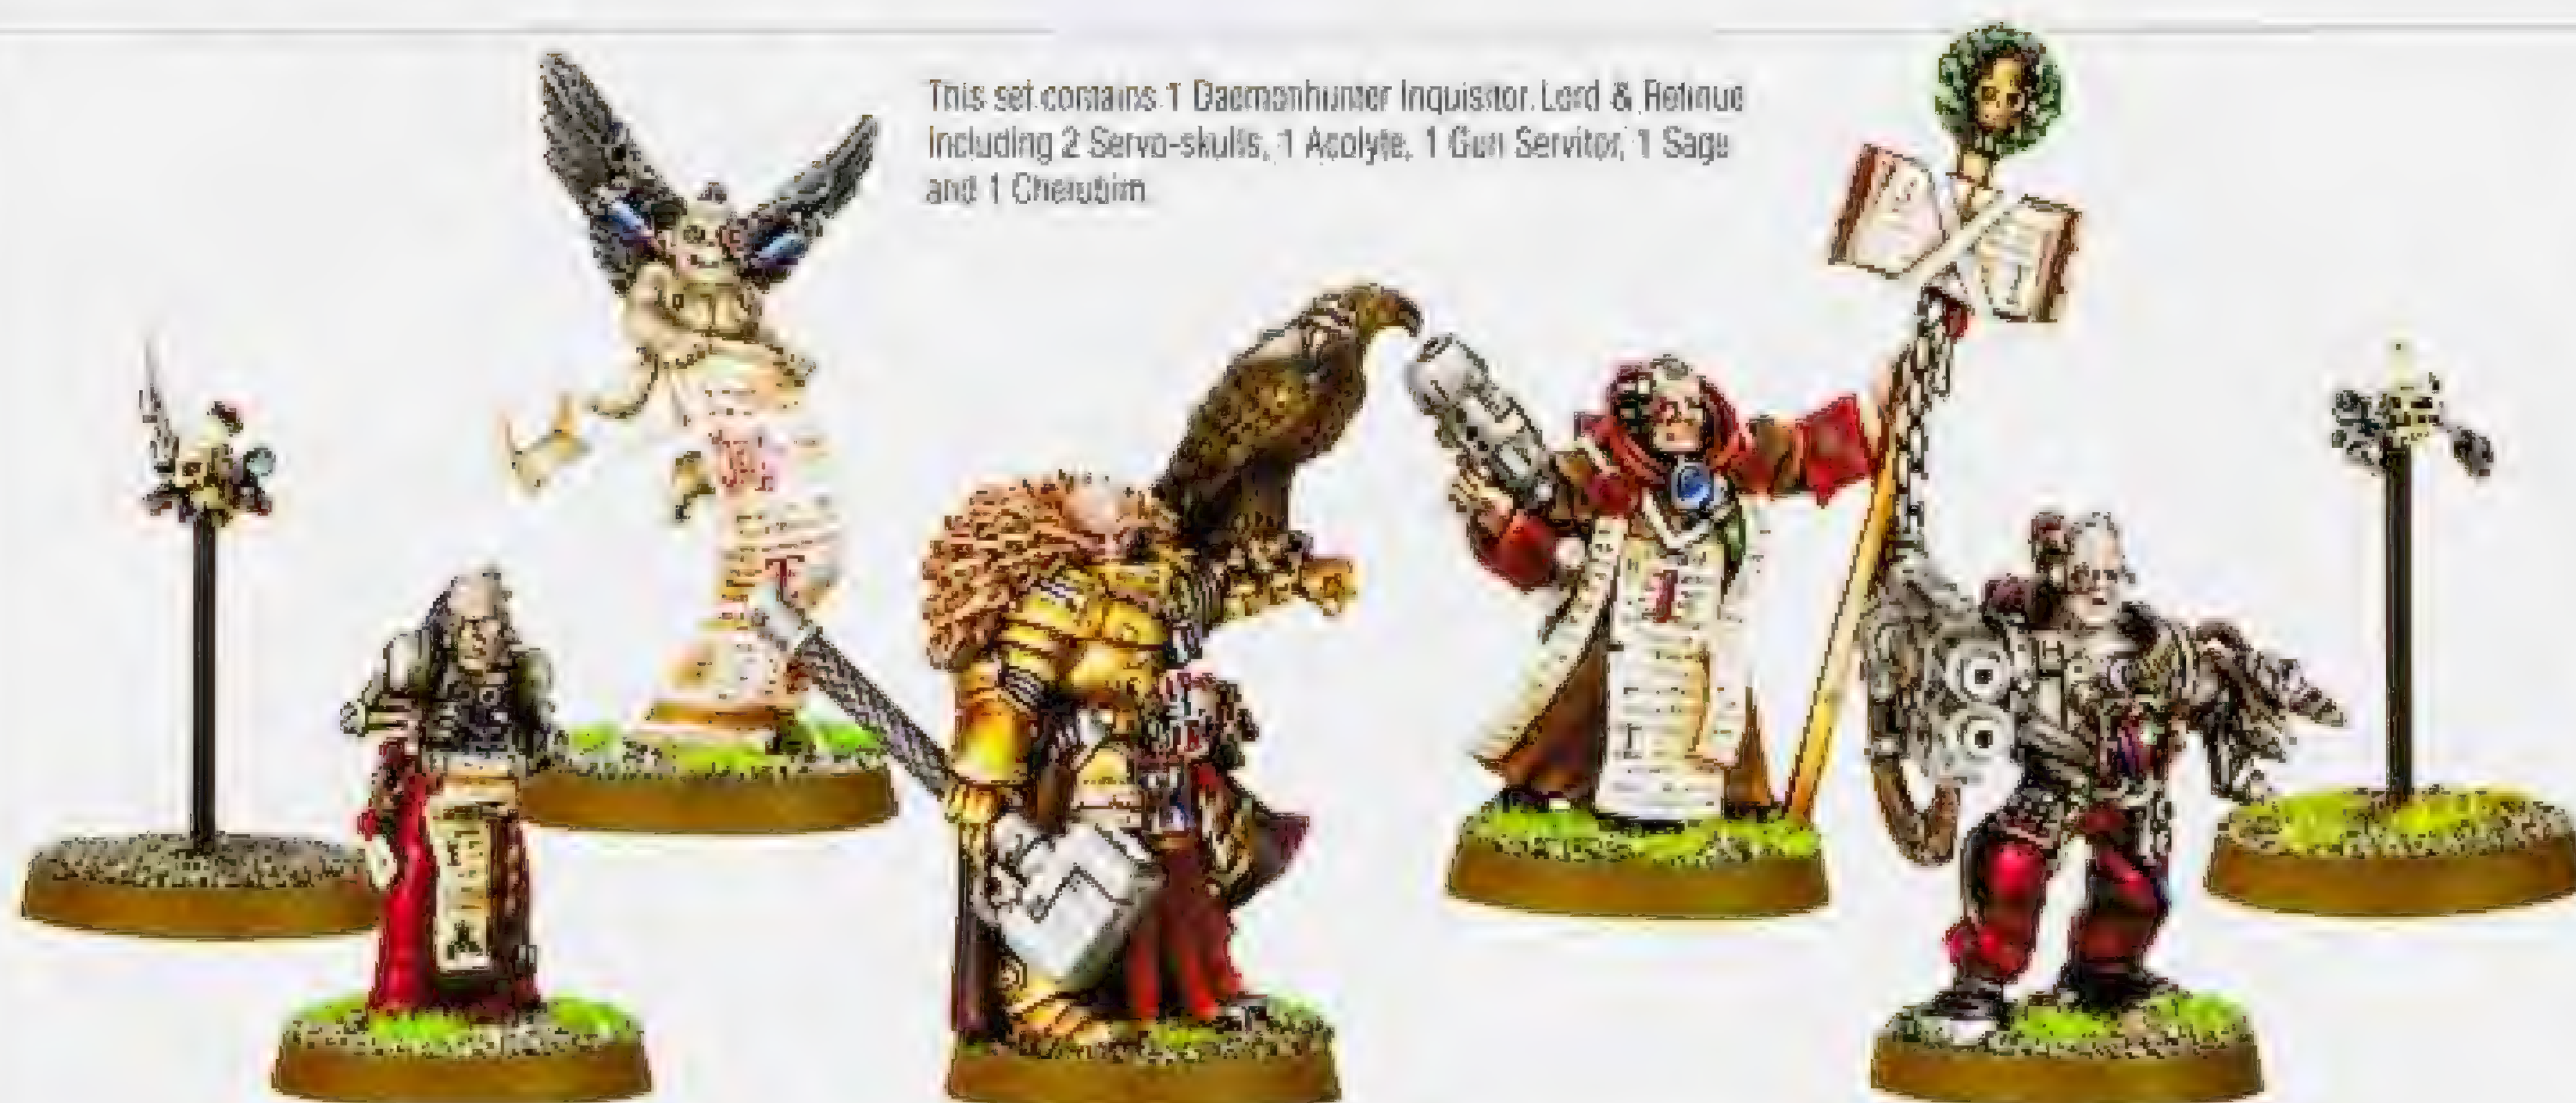 This set contains 1 Daemonhunter Inquisitor Lord & Retinue
including 2 Servo-skulls, 1 Acolyte, 1 Gun Servitor, 1 Sage
and 1 Cherubim.